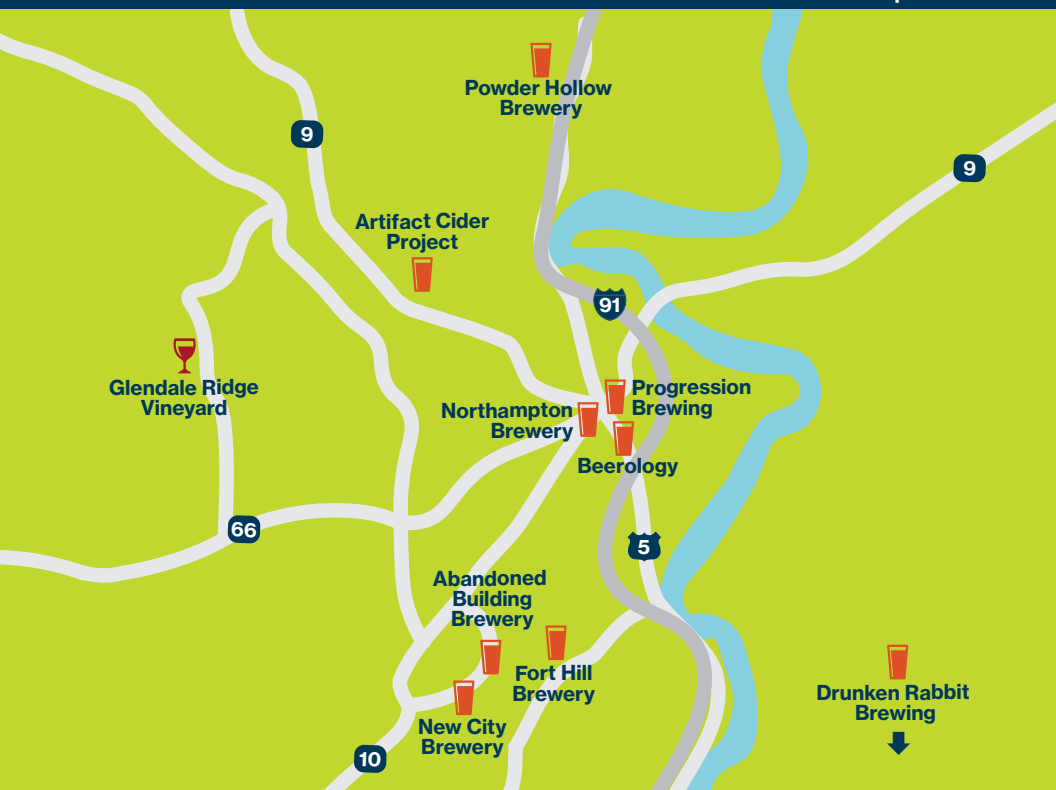 Powder Hollow
Brewery
9
9
Artifact Cider
Project
91
Glendale Ridge
Vineyard
Progression
Brewing
Northampton
Brewery
Beerology
66
5
Abandoned
Building
Brewery
Fort Hill
Brewery
Drunken Rabbit
Brewing
New City
Brewery
10